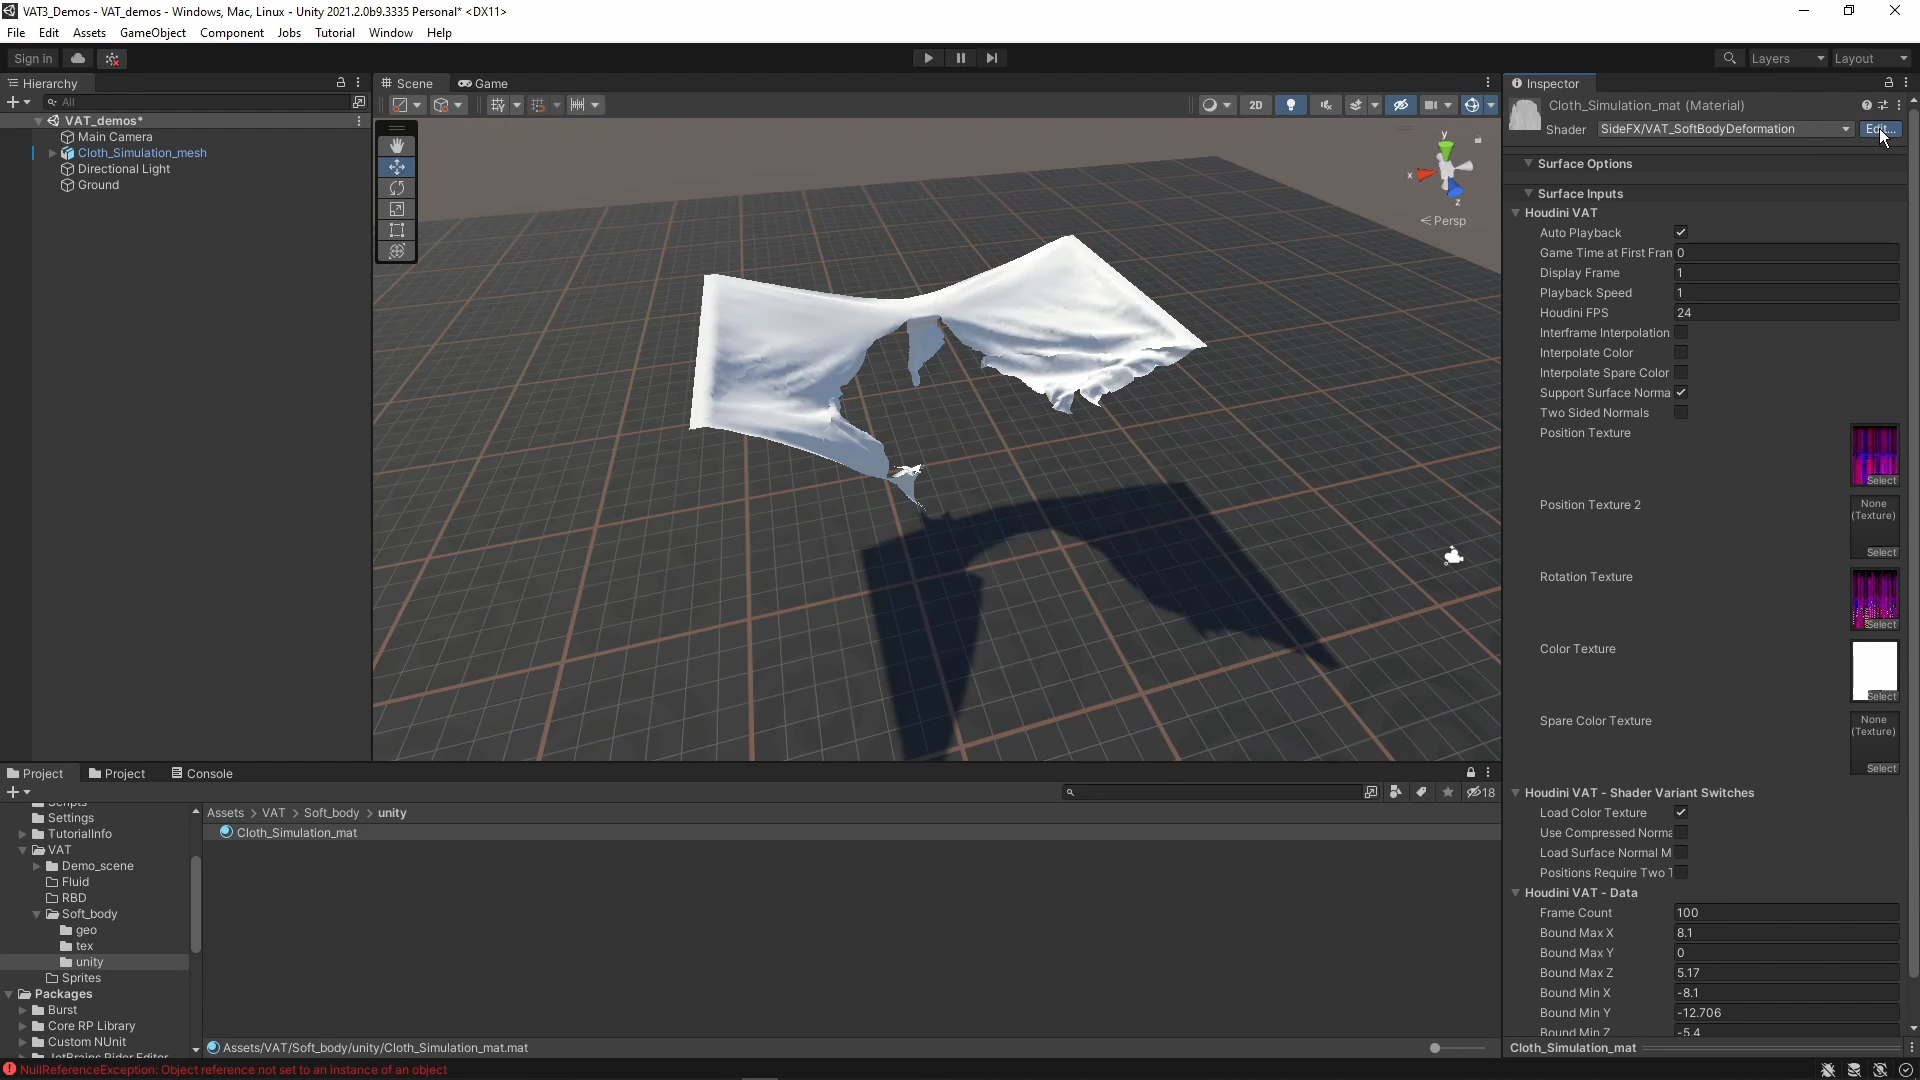 VAT3_Demos - VAT_demos - Windows, Mac, Linux - Unity 2021.2.0b9.3335 Personal* <DX11>
File Edit Assets GameObject Component Jobs Tutorial Window Help
Sign in
Layers
Layout
Hierarchy
All
VAT_demos*
Main Camera
Cloth_Simulation_mesh
Directional Light
Ground
Scene
Game
2D
y
x
z
Persp
Inspector
Cloth_Simulation_mat (Material)
Shader SideFX/VAT_SoftBodyDeformation
Surface Options
Surface Inputs
Houdini VAT
Auto Playback
Game Time at First Fran 0
Display Frame 1
Playback Speed 1
Houdini FPS 24
Interframe Interpolation
Interpolate Color
Interpolate Spare Color
Support Surface Norma
Two Sided Normals
Position Texture
Select
Position Texture 2
None
(Texture)
Select
Rotation Texture
Select
Color Texture
Select
Spare Color Texture
None
(Texture)
Select
Houdini VAT - Shader Variant Switches
Load Color Texture
Use Compressed Norma
Load Surface Normal M
Positions Require Two
Houdini VAT - Data
Frame Count 100
Bound Max X 8.1
Bound Max Y 0
Bound Max Z 5.17
Bound Min X -8.1
Bound Min Y -12.706
Bound Min Z -5.4
Cloth_Simulation_mat
Project
Project
Console
18
Scripts
Settings
TutorialInfo
VAT
Demo_scene
Fluid
RBD
Soft_body
geo
tex
unity
Sprites
Packages
Burst
Core RP Library
Custom NUnit
JetBrains Rider Editor
Assets > VAT > Soft_body > unity
Cloth_Simulation_mat
Assets/VAT/Soft_body/unity/Cloth_Simulation_mat.mat
NullReferenceException: Object reference not set to an instance of an object